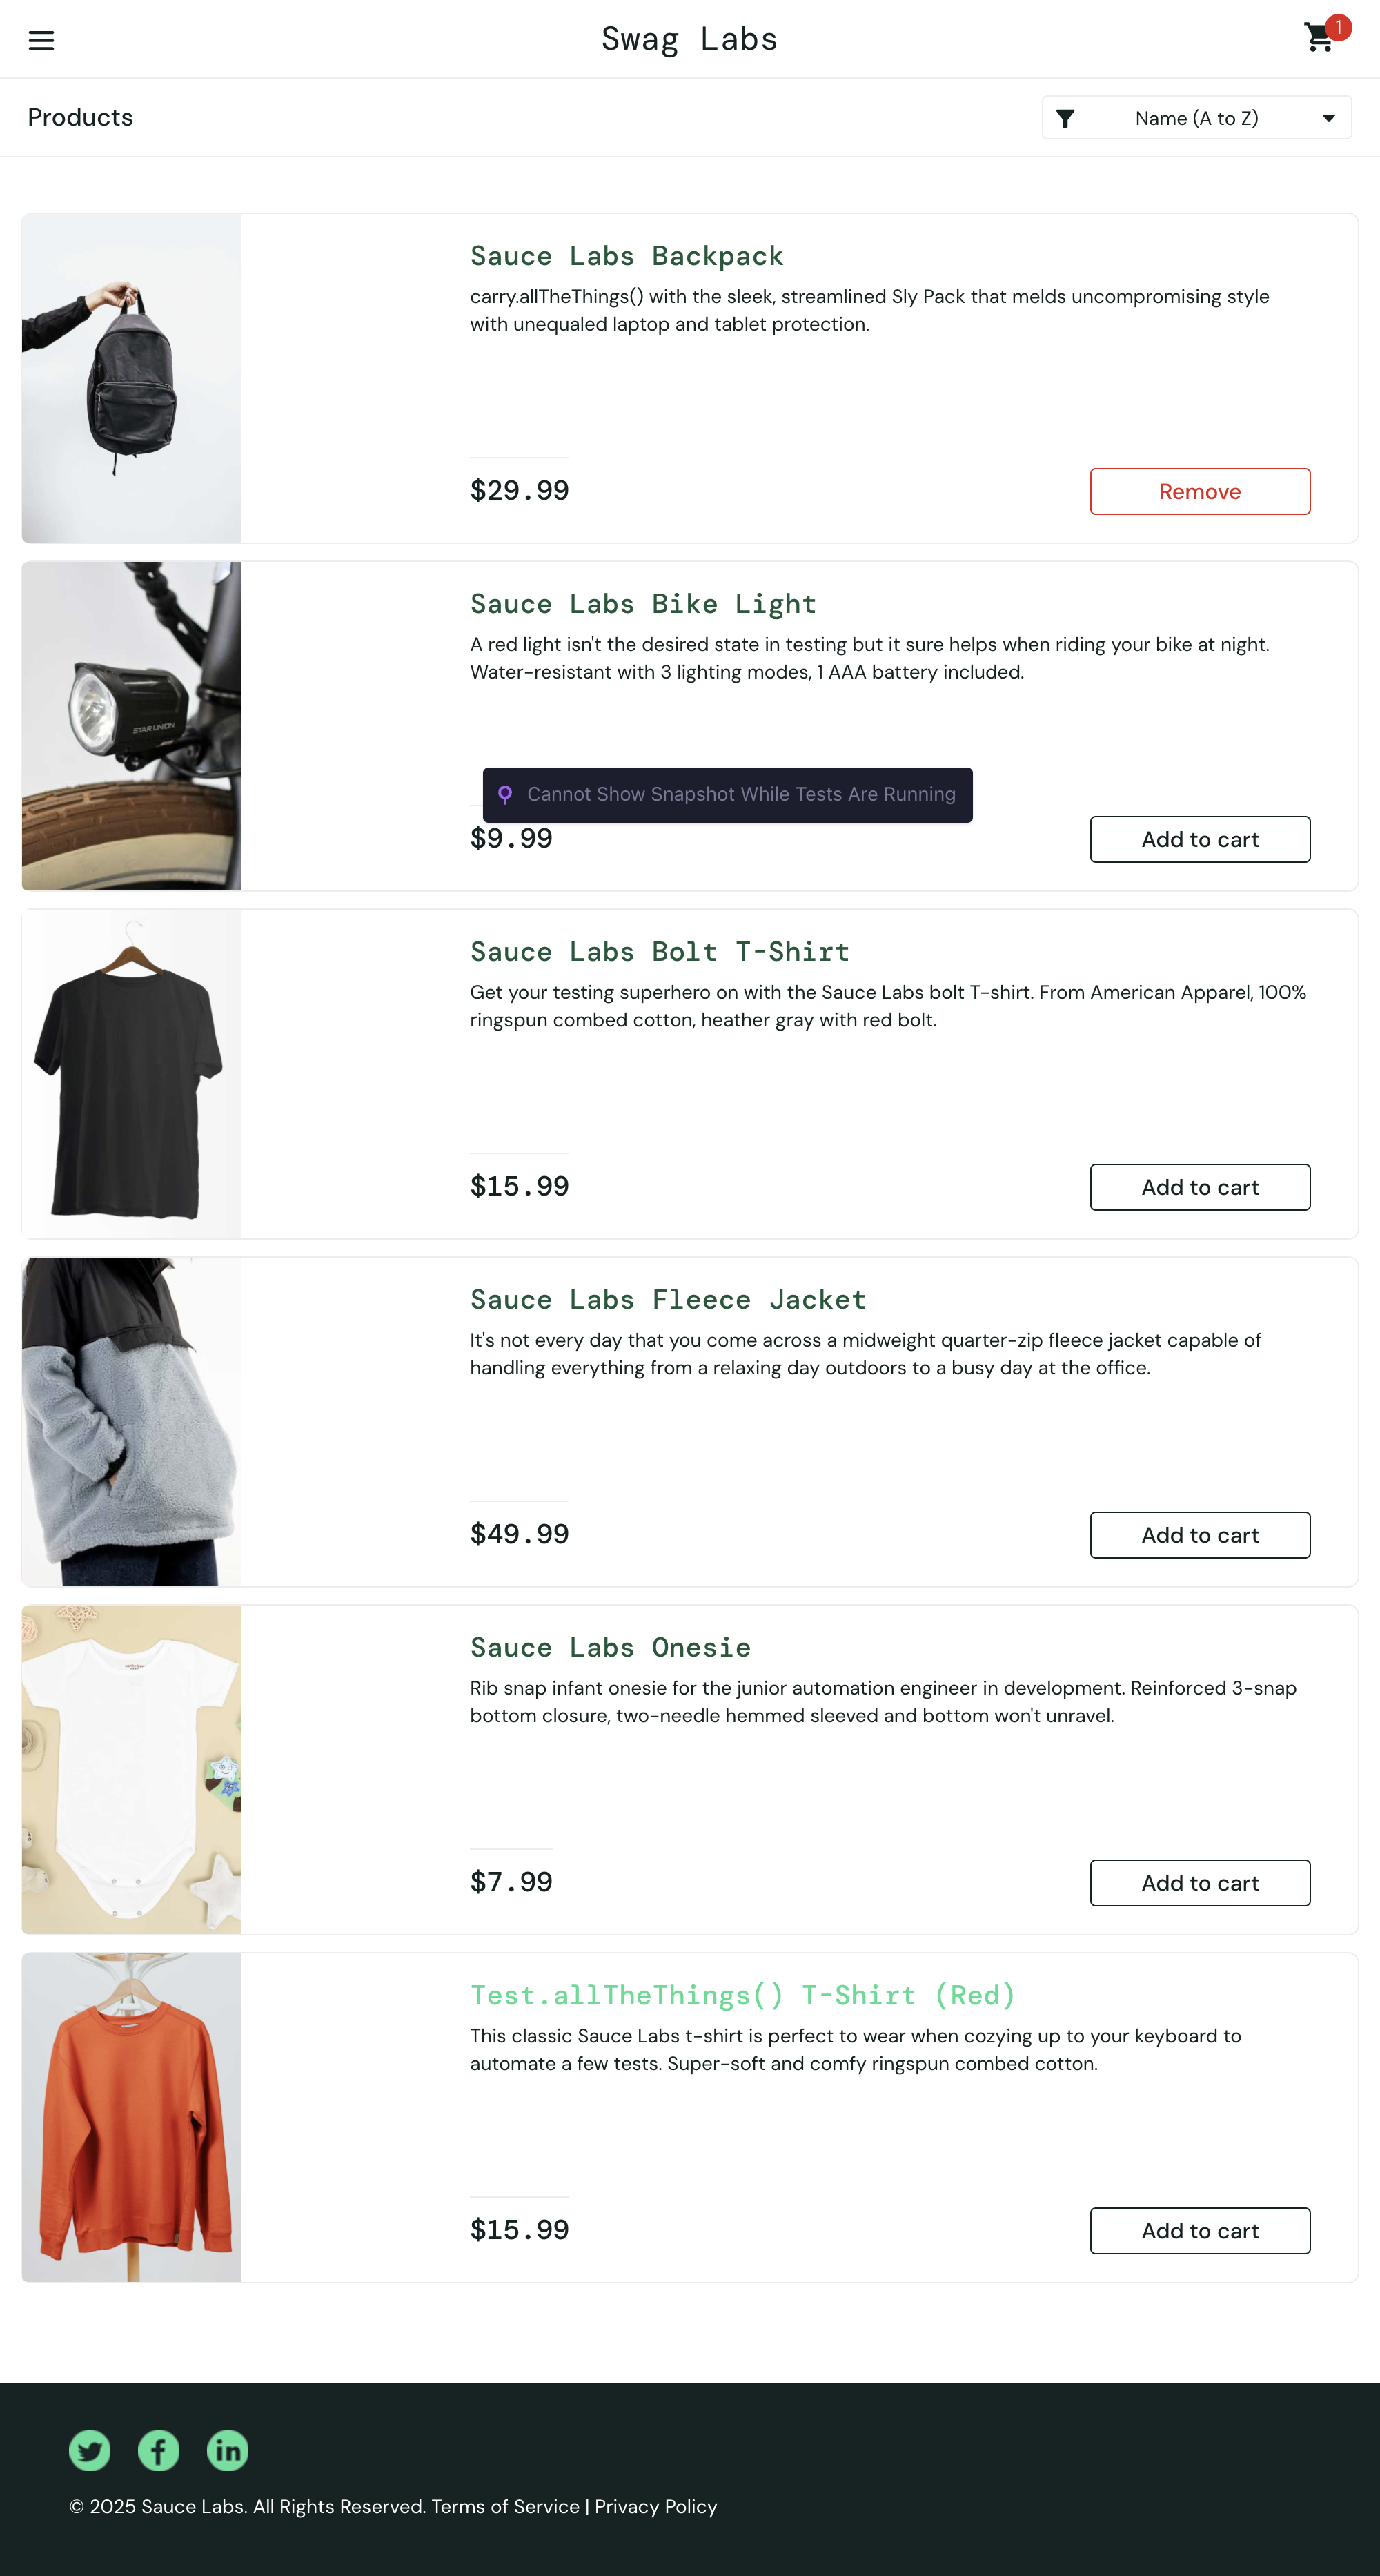 Swag Labs
1
Products
Name (A to Z)
Sauce Labs Backpack
carry.allTheThings() with the sleek, streamlined Sly Pack that melds uncompromising style
with unequaled laptop and tablet protection.
$29.99
Remove
STAR UNION
Sauce Labs Bike Light
A red light isn't the desired state in testing but it sure helps when riding your bike at night.
Water-resistant with 3 lighting modes, 1 AAA battery included.
Cannot Show Snapshot While Tests Are Running
$9.99
Add to cart
Sauce Labs Bolt T-Shirt
Get your testing superhero on with the Sauce Labs bolt T-shirt. From American Apparel, 100%
ringspun combed cotton, heather gray with red bolt.
$15.99
Add to cart
Sauce Labs Fleece Jacket
It's not every day that you come across a midweight quarter-zip fleece jacket capable of
handling everything from a relaxing day outdoors to a busy day at the office.
$49.99
Add to cart
Sauce Labs Onesie
Rib snap infant onesie for the junior automation engineer in development. Reinforced 3-snap
bottom closure, two-needle hemmed sleeved and bottom won't unravel.
$7.99
Add to cart
Test.allTheThings() T-Shirt (Red)
This classic Sauce Labs t-shirt is perfect to wear when cozying up to your keyboard to
automate a few tests. Super-soft and comfy ringspun combed cotton.
$15.99
Add to cart
© 2025 Sauce Labs. All Rights Reserved. Terms of Service | Privacy Policy